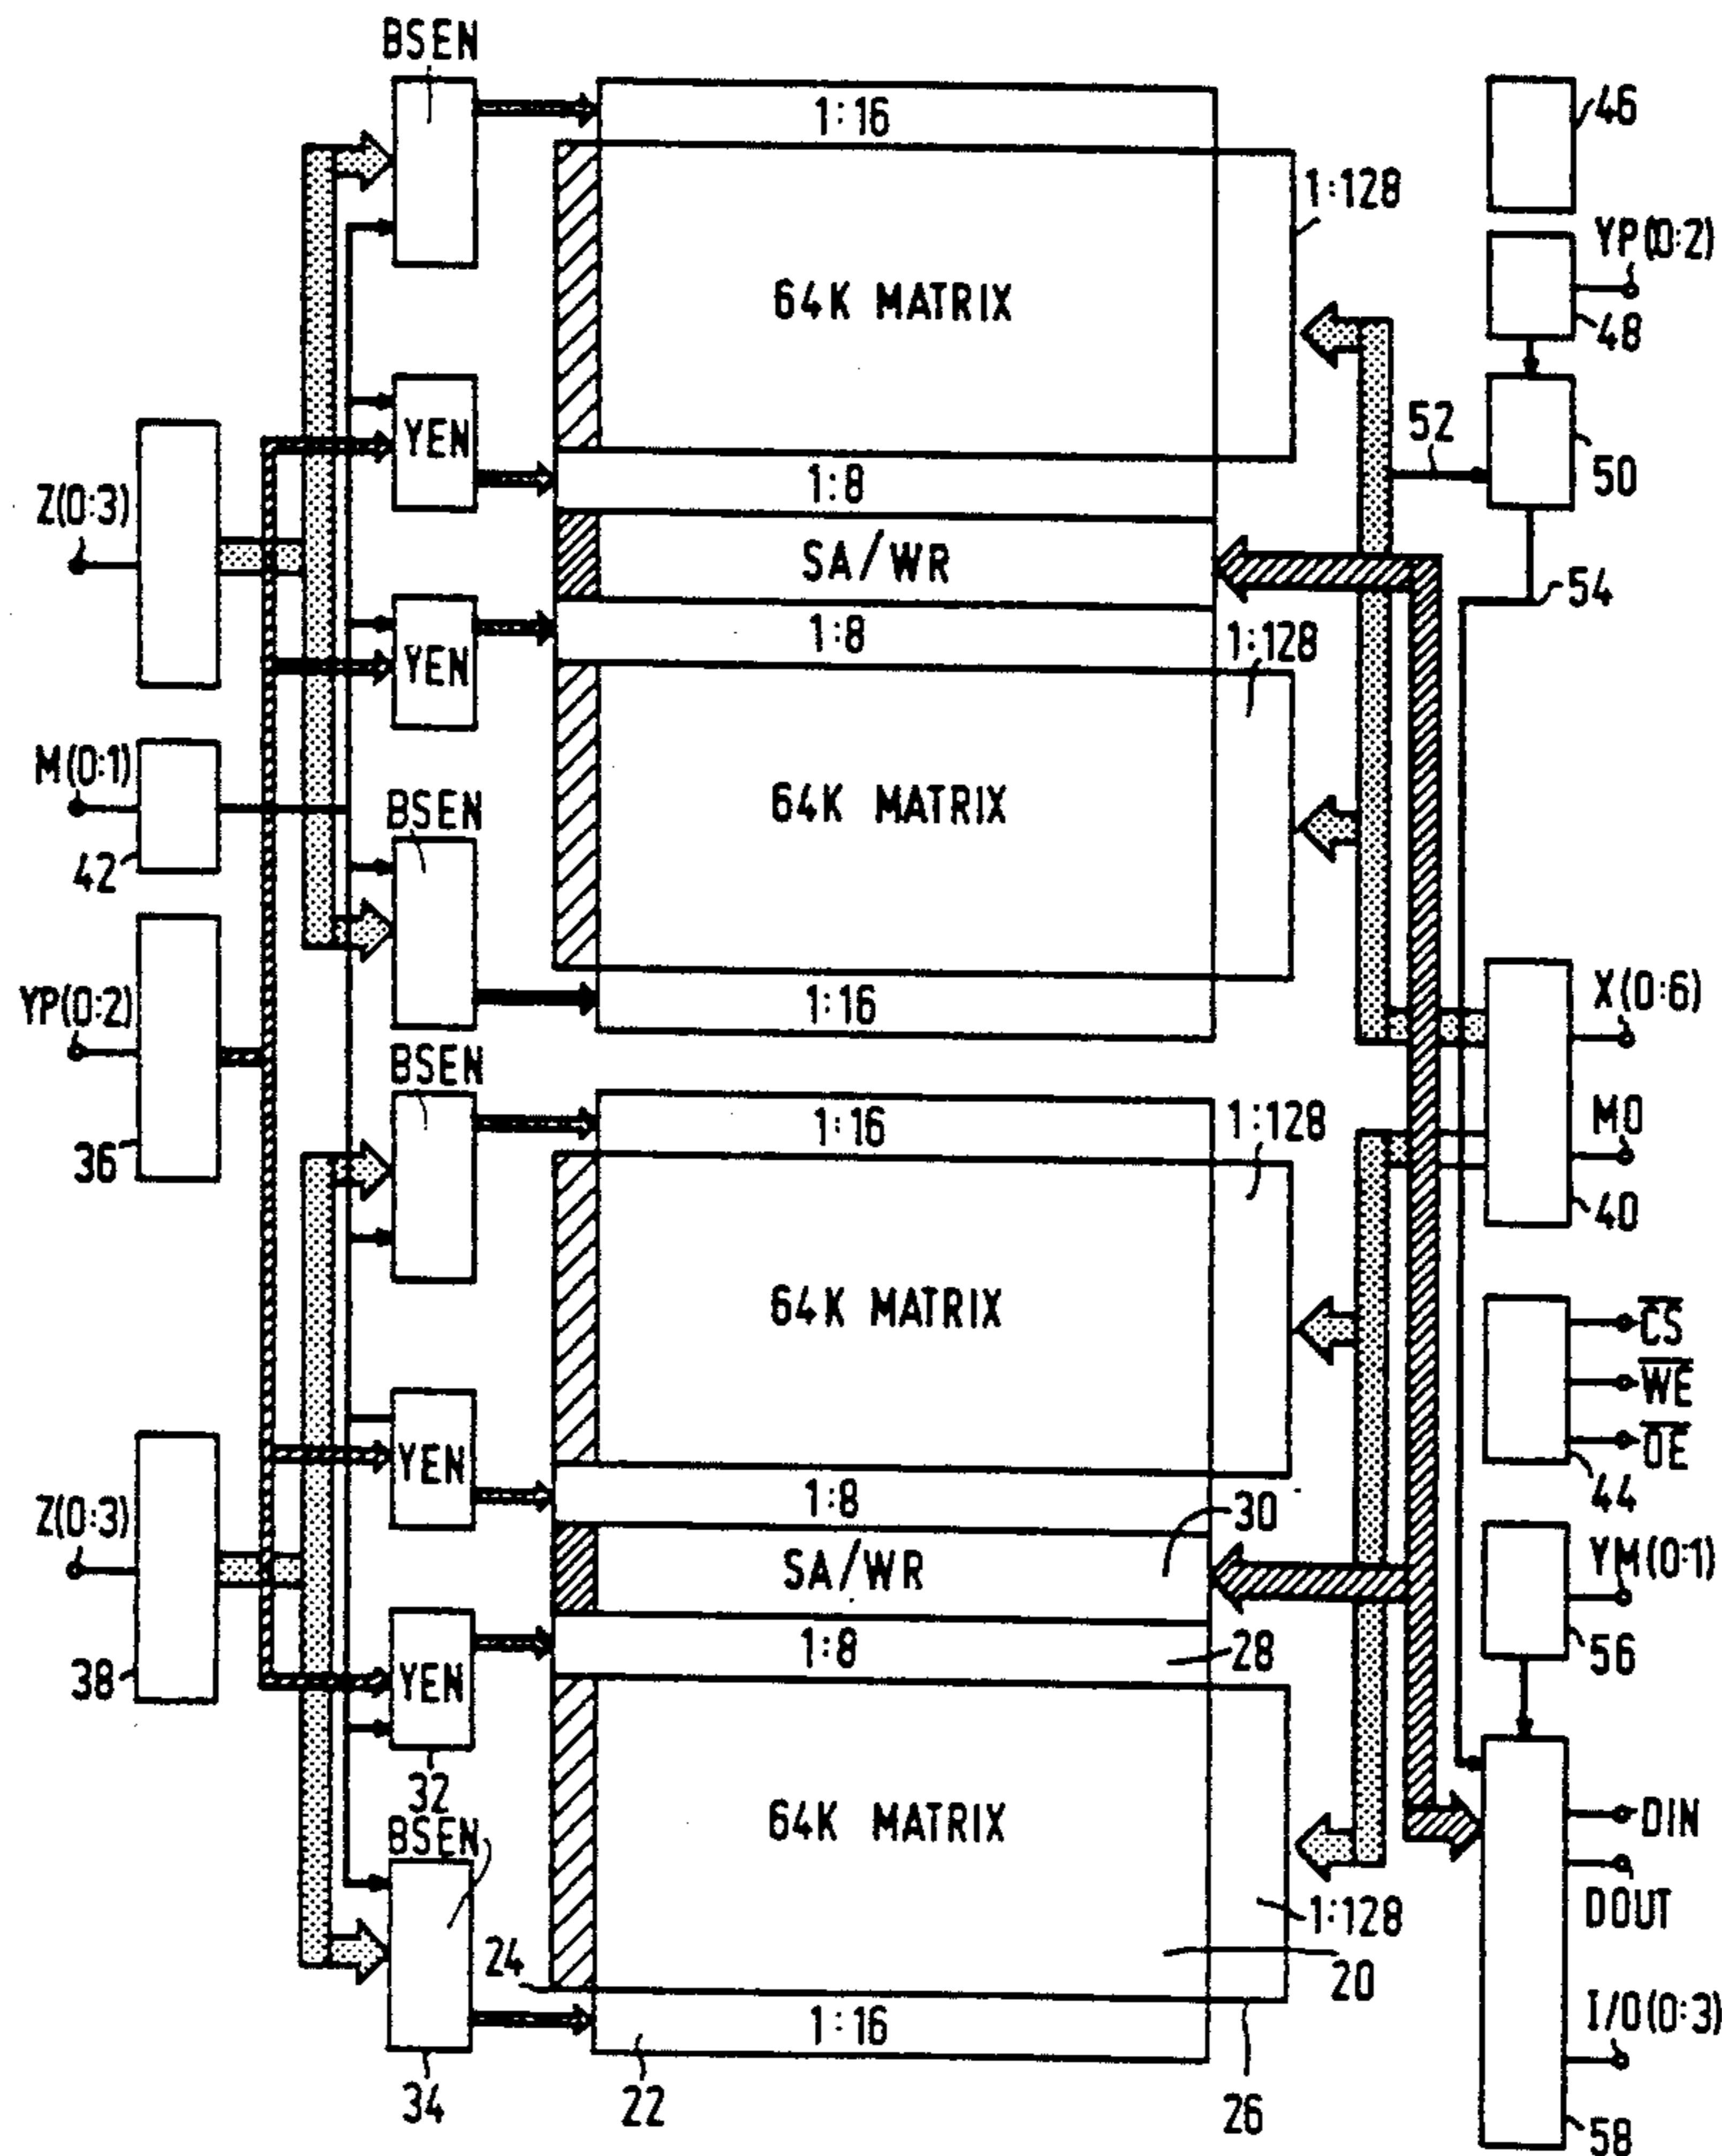 BSEN
1:16
46
1:128
YP(0:2)
64K MATRIX
48
YEN
52
50
Z(0:3)
1:8
SA/WR
54
YEN
1:8
1:128
M(0:1)
42
BSEN
64K MATRIX
YP(0:2)
X(0:6)
1:16
BSEN
1:16
1:128
M0
36
40
64K MATRIX
CS
WE
OE
YEN
44
Z(0:3)
1:8
30
SA/WR
YM(0:1)
38
YEN
1:8
28
56
32
BSEN
64K MATRIX
DIN
1:128
DOUT
24
20
1:16
I/O(0:3)
34
22
26
58